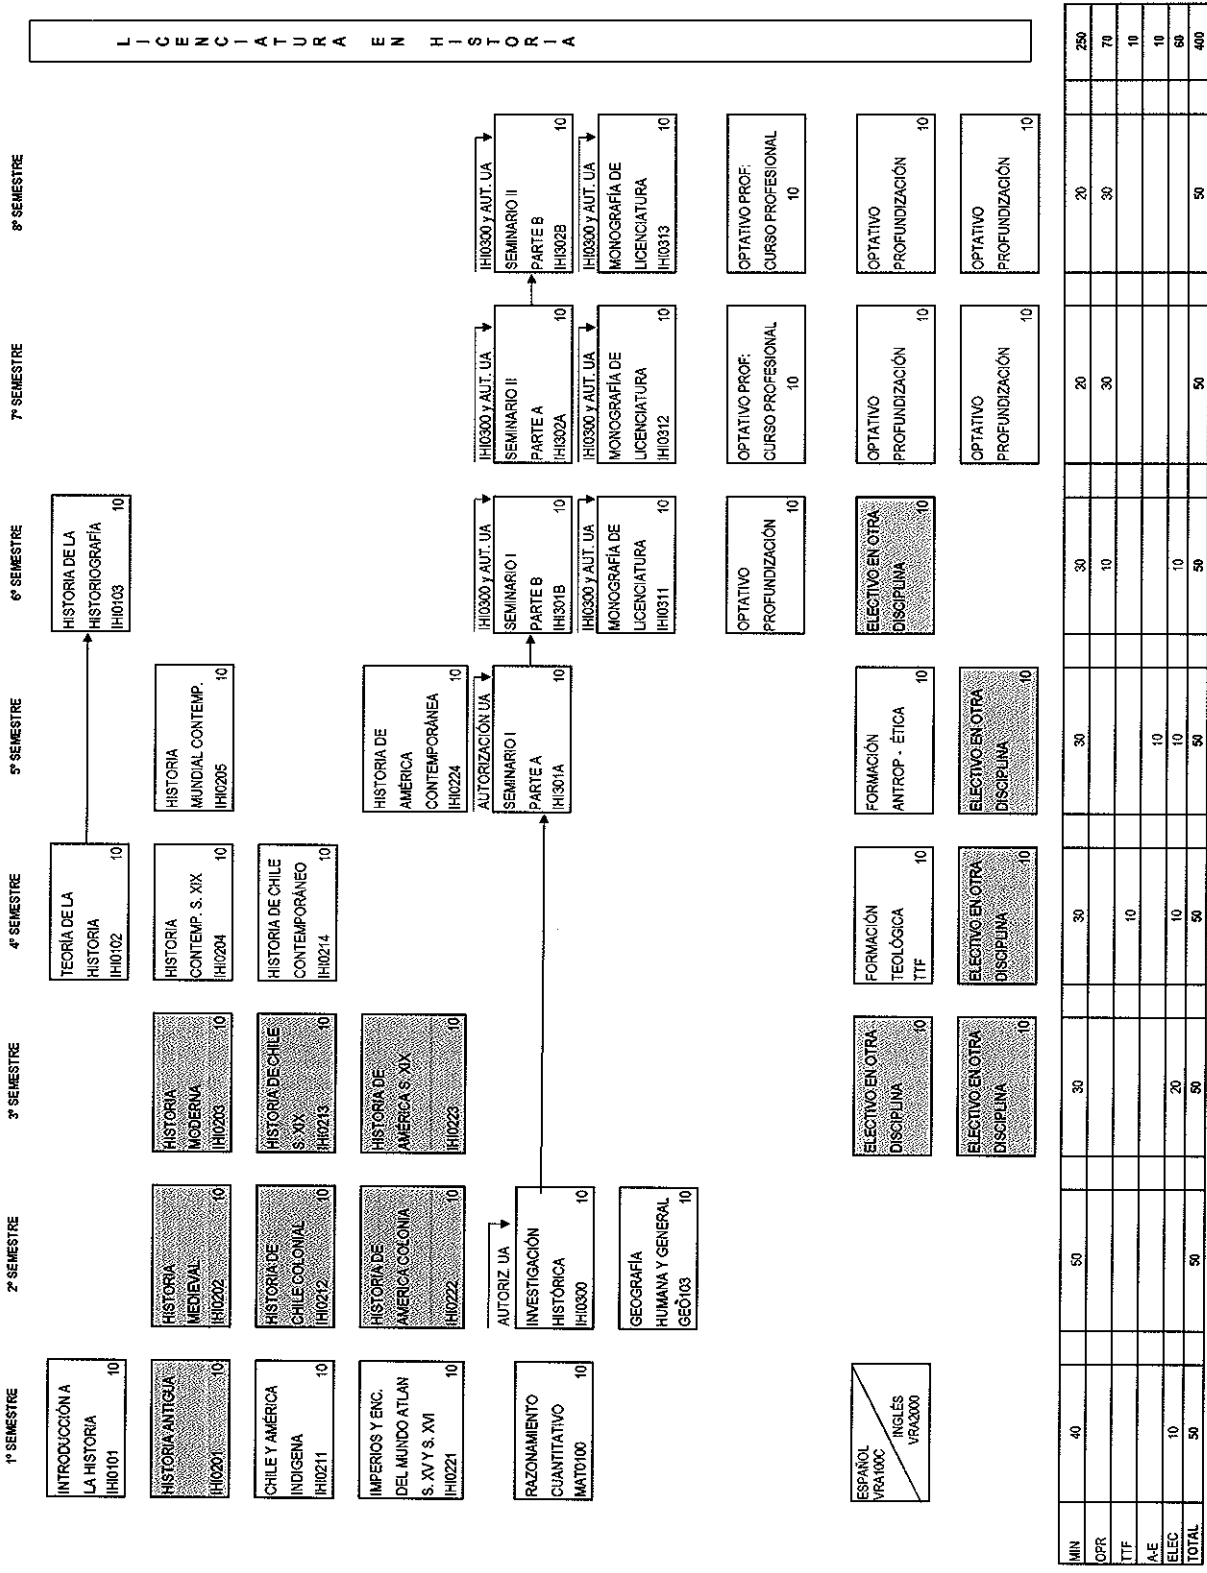 LICENCIATURA EN HISTORIA
1º SEMESTRE
2º SEMESTRE
3º SEMESTRE
4º SEMESTRE
5º SEMESTRE
6º SEMESTRE
7º SEMESTRE
8º SEMESTRE
INTRODUCCIÓN A
LA HISTORIA
IHI0101 10
HISTORIA ANTIGUA
IHI0201 10
CHILE Y AMÉRICA
INDIGENA
IHI0211 10
IMPERIOS Y ENC.
DEL MUNDO ATLAN
S. XV Y S. XVI
IHI0221 10
RAZONAMIENTO
CUANTITATIVO
MAT0100 10
ESPAÑOL
VRA100C
INGLÉS
VRA2000
HISTORIA
MEDIEVAL
IHI0202 10
HISTORIA DE
CHILE COLONIAL
IHI0212 10
HISTORIA DE
AMÉRICA COLONIA
IHI0222 10
AUTORIZ. UA
INVESTIGACIÓN
HISTÓRICA
IHI0300 10
GEOGRAFÍA
HUMANA Y GENERAL
GEO103 10
HISTORIA
MODERNA
IHI0203 10
HISTORIA DE CHILE
S. XIX
IHI0213 10
HISTORIA DE
AMÉRICA S. XIX
IHI0223 10
ELECTIVO EN OTRA
DISCIPLINA 10
ELECTIVO EN OTRA
DISCIPLINA 10
TEORÍA DE LA
HISTORIA
IHI0102 10
HISTORIA
CONTEMP. S. XIX
IHI0204 10
HISTORIA DE CHILE
CONTEMPORÁNEO
IHI0214 10
FORMACIÓN
TEOLÓGICA
TTF 10
ELECTIVO EN OTRA
DISCIPLINA 10
HISTORIA
MUNDIAL CONTEMP.
IHI0205 10
HISTORIA DE
AMÉRICA
CONTEMPORÁNEA
IHI0224 10
AUTORIZACIÓN UA
SEMINARIO I
PARTE A
IHI301A 10
FORMACIÓN
ANTROP - ÉTICA
10
ELECTIVO EN OTRA
DISCIPLINA 10
HISTORIA DE LA
HISTORIOGRAFÍA
IHI0103 10
IHI0300 y AUT. UA
SEMINARIO I
PARTE B
IHI301B 10
IHI0300 y AUT. UA
MONOGRAFÍA DE
LICENCIATURA
IHI0311 10
OPTATIVO
PROFUNDIZACIÓN
10
ELECTIVO EN OTRA
DISCIPLINA 10
IHI0300 y AUT. UA
SEMINARIO II
PARTE A
IHI302A 10
IHI0300 y AUT. UA
MONOGRAFÍA DE
LICENCIATURA
IHI0312 10
OPTATIVO PROF:
CURSO PROFESIONAL
10
OPTATIVO
PROFUNDIZACIÓN
10
OPTATIVO
PROFUNDIZACIÓN
10
IHI0300 y AUT. UA
SEMINARIO II
PARTE B
IHI302B 10
IHI0300 y AUT. UA
MONOGRAFÍA DE
LICENCIATURA
IHI0313 10
OPTATIVO PROF:
CURSO PROFESIONAL
10
OPTATIVO
PROFUNDIZACIÓN
10
OPTATIVO
PROFUNDIZACIÓN
10
MIN 40 50 30 30 30 30 20 20 250
OPR 10 30 30 70
TTF 10 10
A-E 10 10
ELEC 10 20 10 10 10 60
TOTAL 50 50 50 50 50 50 50 50 400